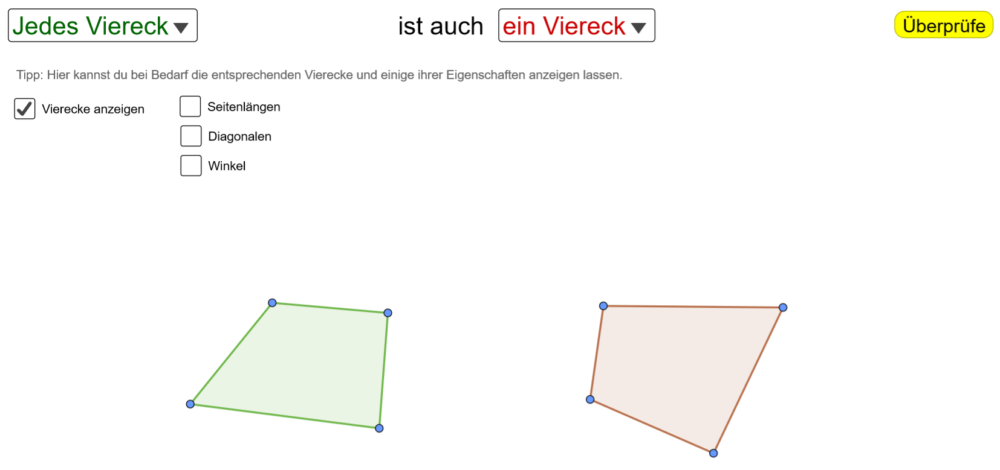 Jedes Viereck ist auch ein Viereck Überprüfe
Tipp: Hier kannst du bei Bedarf die entsprechenden Vierecke und einige ihrer Eigenschaften anzeigen lassen.
Vierecke anzeigen
Seitenlängen
Diagonalen
Winkel